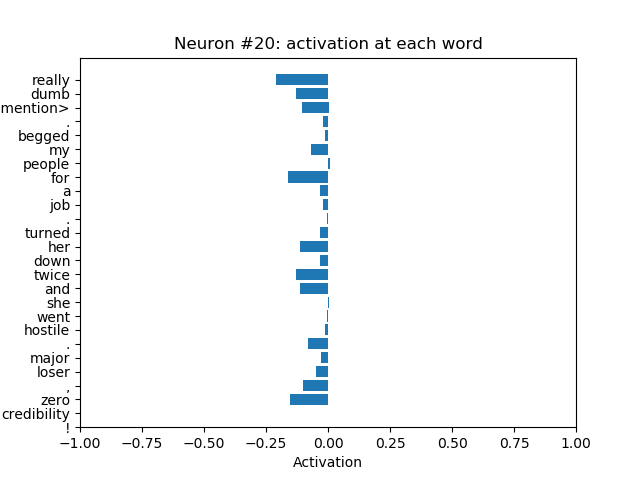 Neuron #20: activation at each word
really
dumb
mention>
.
begged
my
people
for
a
job
.
turned
her
down
twice
and
she
went
hostile
.
major
loser
,
zero
credibility
!
−1.00 −0.75 −0.50 −0.25 0.00 0.25 0.50 0.75 1.00
Activation